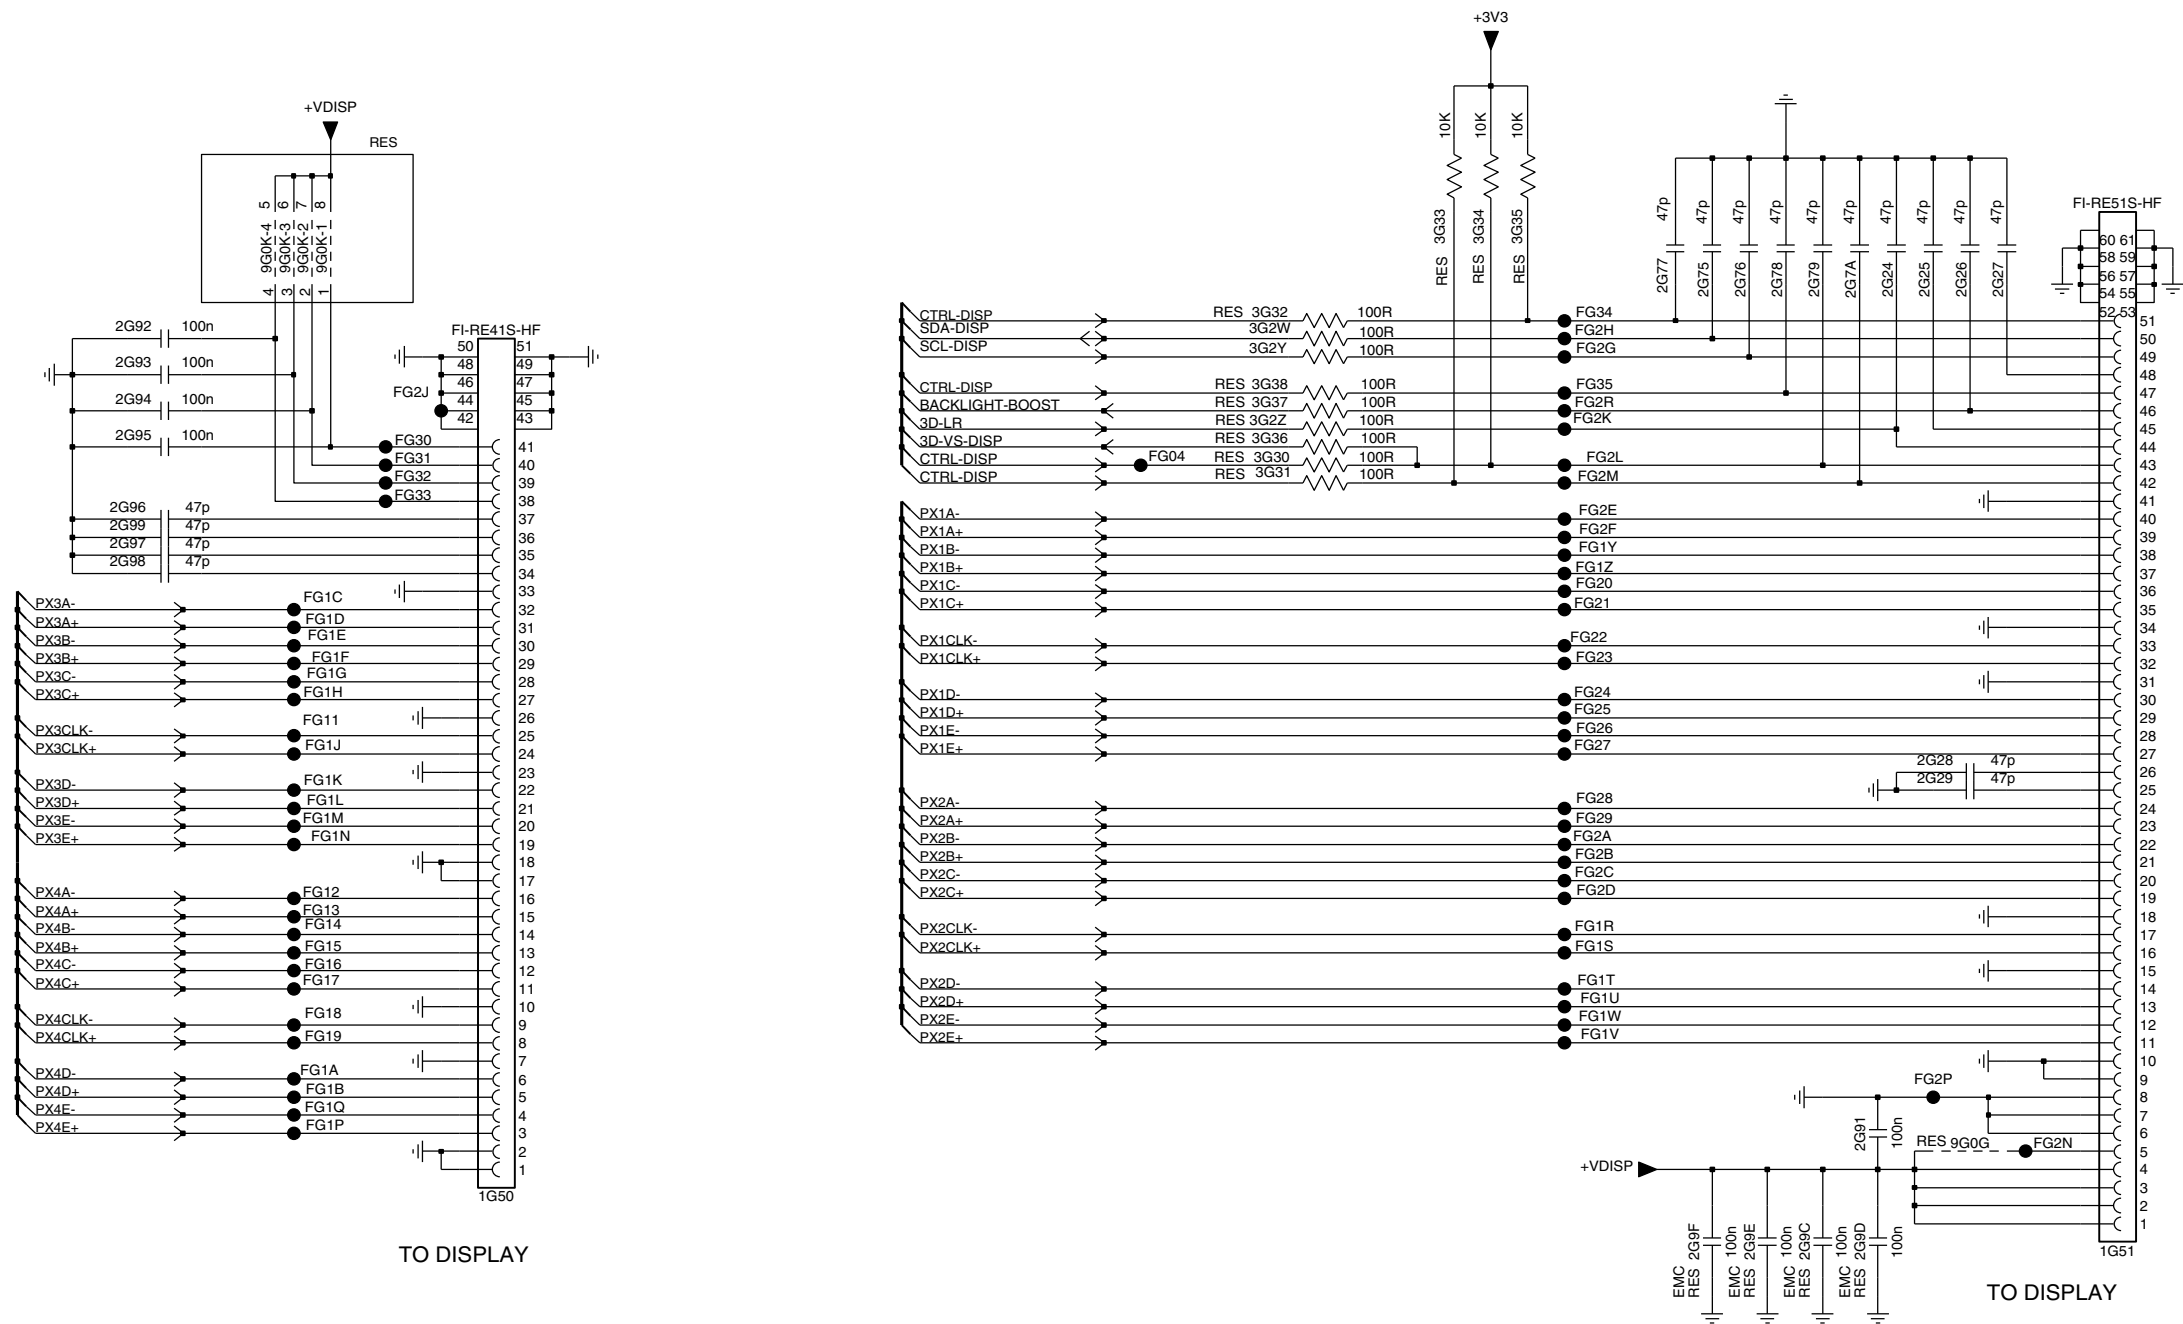 +VDISP
RES
5 6 7 8
9G0K-4
9G0K-3
9G0K-2
9G0K-1
4 3 2 1
2G92 100n
2G93 100n
2G94 100n
2G95 100n
FI-RE41S-HF
50 51
48 49
46 47
FG2J
44 45
42 43
FG30 41
FG31 40
FG32 39
FG33 38
2G96 47p 37
2G99 47p 36
2G97 47p 35
2G98 47p 34
33
PX3A- FG1C 32
PX3A+ FG1D 31
PX3B- FG1E 30
PX3B+ FG1F 29
PX3C- FG1G 28
PX3C+ FG1H 27
26
PX3CLK- FG11 25
PX3CLK+ FG1J 24
23
PX3D- FG1K 22
PX3D+ FG1L 21
PX3E- FG1M 20
PX3E+ FG1N 19
18
17
PX4A- FG12 16
PX4A+ FG13 15
PX4B- FG14 14
PX4B+ FG15 13
PX4C- FG16 12
PX4C+ FG17 11
10
PX4CLK- FG18 9
PX4CLK+ FG19 8
7
PX4D- FG1A 6
PX4D+ FG1B 5
PX4E- FG1Q 4
PX4E+ FG1P 3
2
1
1G50
TO DISPLAY
+3V3
10K
10K
10K
RES 3G33
RES 3G34
RES 3G35
47p 47p 47p 47p 47p 47p 47p 47p 47p 47p
2G77 2G75 2G76 2G78 2G79 2G7A 2G24 2G25 2G26 2G27
FI-RE51S-HF
60 61
58 59
56 57
54 55
52 53
CTRL-DISP RES 3G32 100R FG34 51
SDA-DISP 3G2W 100R FG2H 50
SCL-DISP 3G2Y 100R FG2G 49
48
CTRL-DISP RES 3G38 100R FG35 47
BACKLIGHT-BOOST RES 3G37 100R FG2R 46
3D-LR RES 3G2Z 100R FG2K 45
3D-VS-DISP RES 3G36 100R 44
CTRL-DISP FG04 RES 3G30 100R FG2L 43
CTRL-DISP RES 3G31 100R FG2M 42
41
PX1A- FG2E 40
PX1A+ FG2F 39
PX1B- FG1Y 38
PX1B+ FG1Z 37
PX1C- FG20 36
PX1C+ FG21 35
34
PX1CLK- FG22 33
PX1CLK+ FG23 32
31
PX1D- FG24 30
PX1D+ FG25 29
PX1E- FG26 28
PX1E+ FG27 27
2G28 47p 26
2G29 47p 25
PX2A- FG28 24
PX2A+ FG29 23
PX2B- FG2A 22
PX2B+ FG2B 21
PX2C- FG2C 20
PX2C+ FG2D 19
18
PX2CLK- FG1R 17
PX2CLK+ FG1S 16
15
PX2D- FG1T 14
PX2D+ FG1U 13
PX2E- FG1W 12
PX2E+ FG1V 11
10
9
FG2P 8
7
2G91 100n
6
RES 9G0G FG2N 5
+VDISP 4
3
2
1
EMC RES 2G9F 100n
EMC RES 2G9E 100n
EMC RES 2G9C 100n
EMC RES 2G9D 100n
1G51
TO DISPLAY